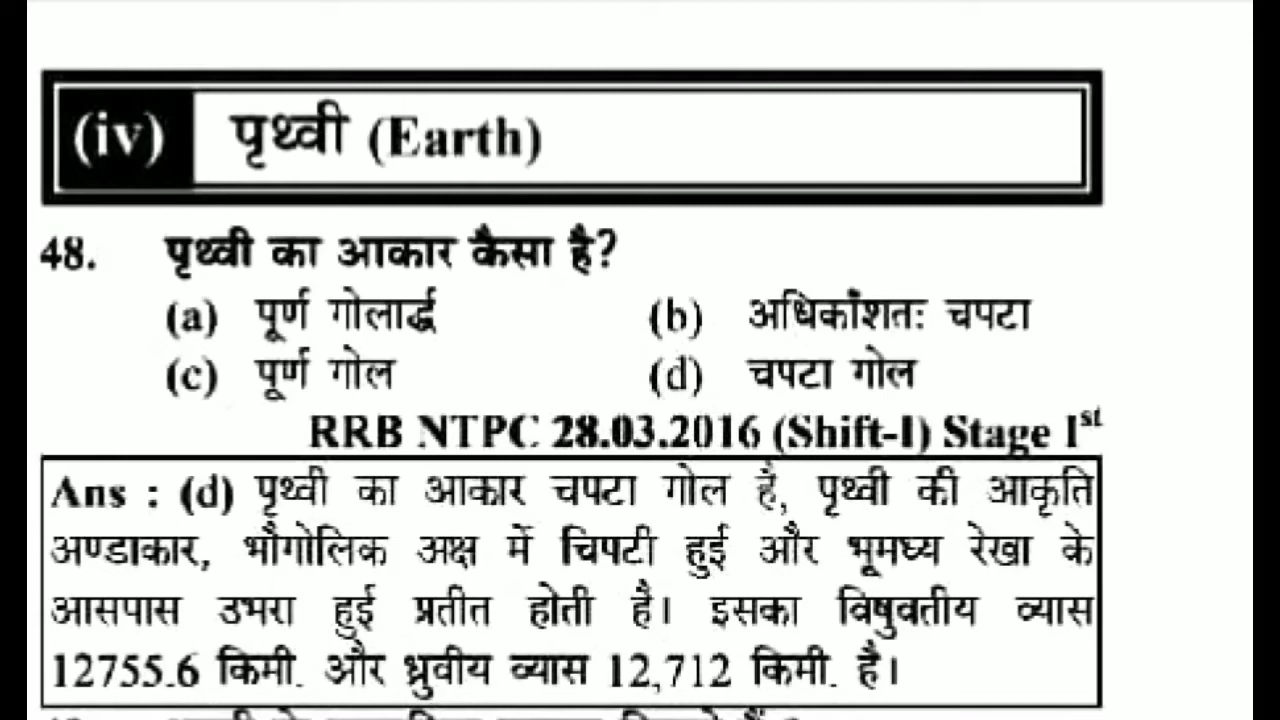 (iv) पृथ्वी (Earth)
48. पृथ्वी का आकार कैसा है?
(a) पूर्ण गोलार्द्ध (b) अधिकाँशतः चपटा
(c) पूर्ण गोल (d) चपटा गोल
RRB NTPC 28.03.2016 (Shift-I) Stage Ist
Ans : (d) पृथ्वी का आकार चपटा गोल है, पृथ्वी की आकृति
अण्डाकार, भौगोलिक अक्ष में चिपटी हुई और भूमध्य रेखा के
आसपास उभरा हुई प्रतीत होती है। इसका विषुवतीय व्यास
12755.6 किमी. और ध्रुवीय व्यास 12,712 किमी. है।